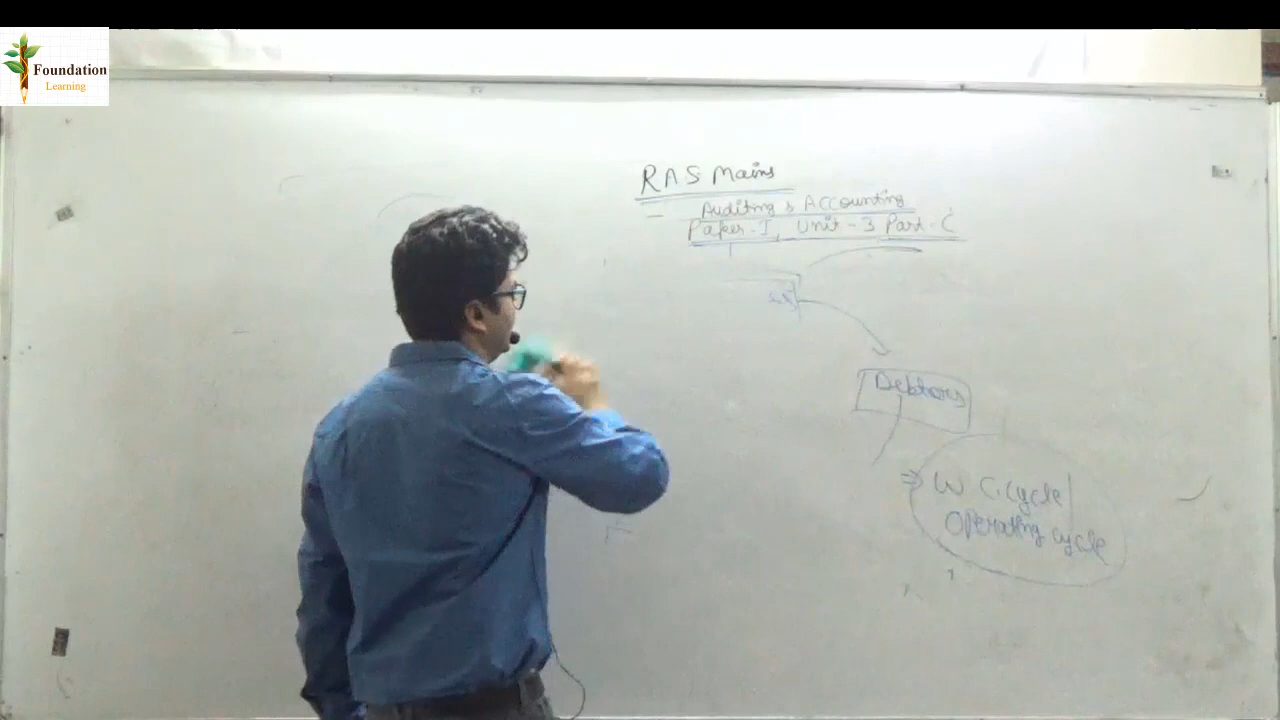 Foundation
Learning
RAS Mains
Auditing & Accounting
Paper-I, Unit-3 Part-C
Debtors
⇒ W C.Cycle
Operating cycle